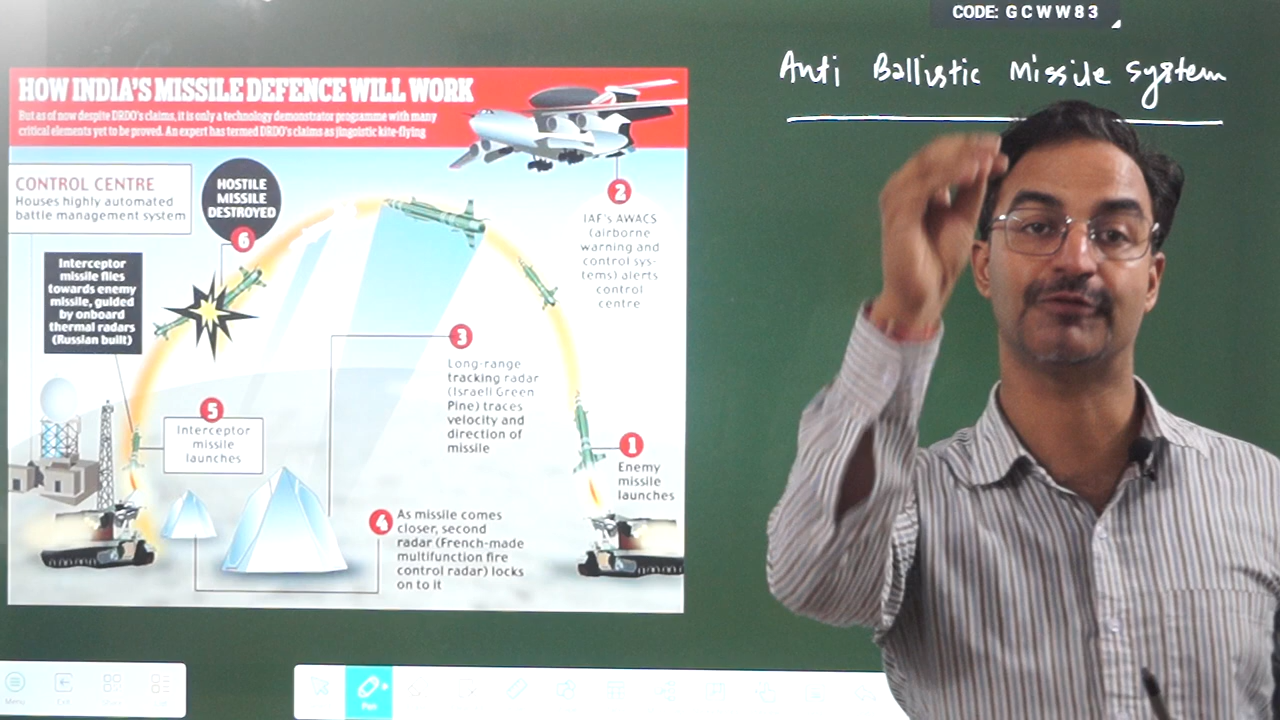 CODE: G C W W 8 3
Anti Ballistic Missile System
HOW INDIA'S MISSILE DEFENCE WILL WORK
But as of now despite DRDO's claims, it is only a technology demonstrator programme with many
critical elements yet to be proved. An expert has termed DRDO's claims as jingoistic kite-flying
CONTROL CENTRE
Houses highly automated
battle management system
HOSTILE
MISSILE
DESTROYED
6
Interceptor
missile flies
towards enemy
missile, guided
by onboard
thermal radars
(Russian built)
2
IAF's AWACS
(airborne
warning and
control sys-
tems) alerts
control
centre
3
Long-range
tracking radar
(Israeli Green
Pine) traces
velocity and
direction of
missile
5
Interceptor
missile
launches
1
Enemy
missile
launches
4
As missile comes
closer, second
radar (French-made
multifunction fire
control radar) locks
on to it
Menu
Exit
Pen